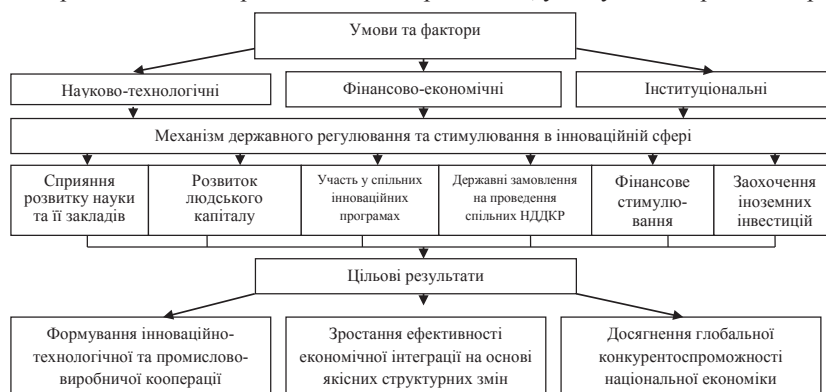 Умови та фактори
Науково-технологічні
Фінансово-економічні
Інституціональні
Механізм державного регулювання та стимулювання в інноваційній сфері
Сприяння
розвитку науки
та її закладів
Розвиток
людського
капіталу
Участь у спільних
інноваційних
програмах
Державні замовлення
на проведення
спільних НДДКР
Фінансове
стимулю-
вання
Заохочення
іноземних
інвестицій
Цільові результати
Формування інноваційно-
технологічної та промислово-
виробничої кооперації
Зростання ефективності
економічної інтеграції на основі
якісних структурних змін
Досягнення глобальної
конкурентоспроможності
національної економіки